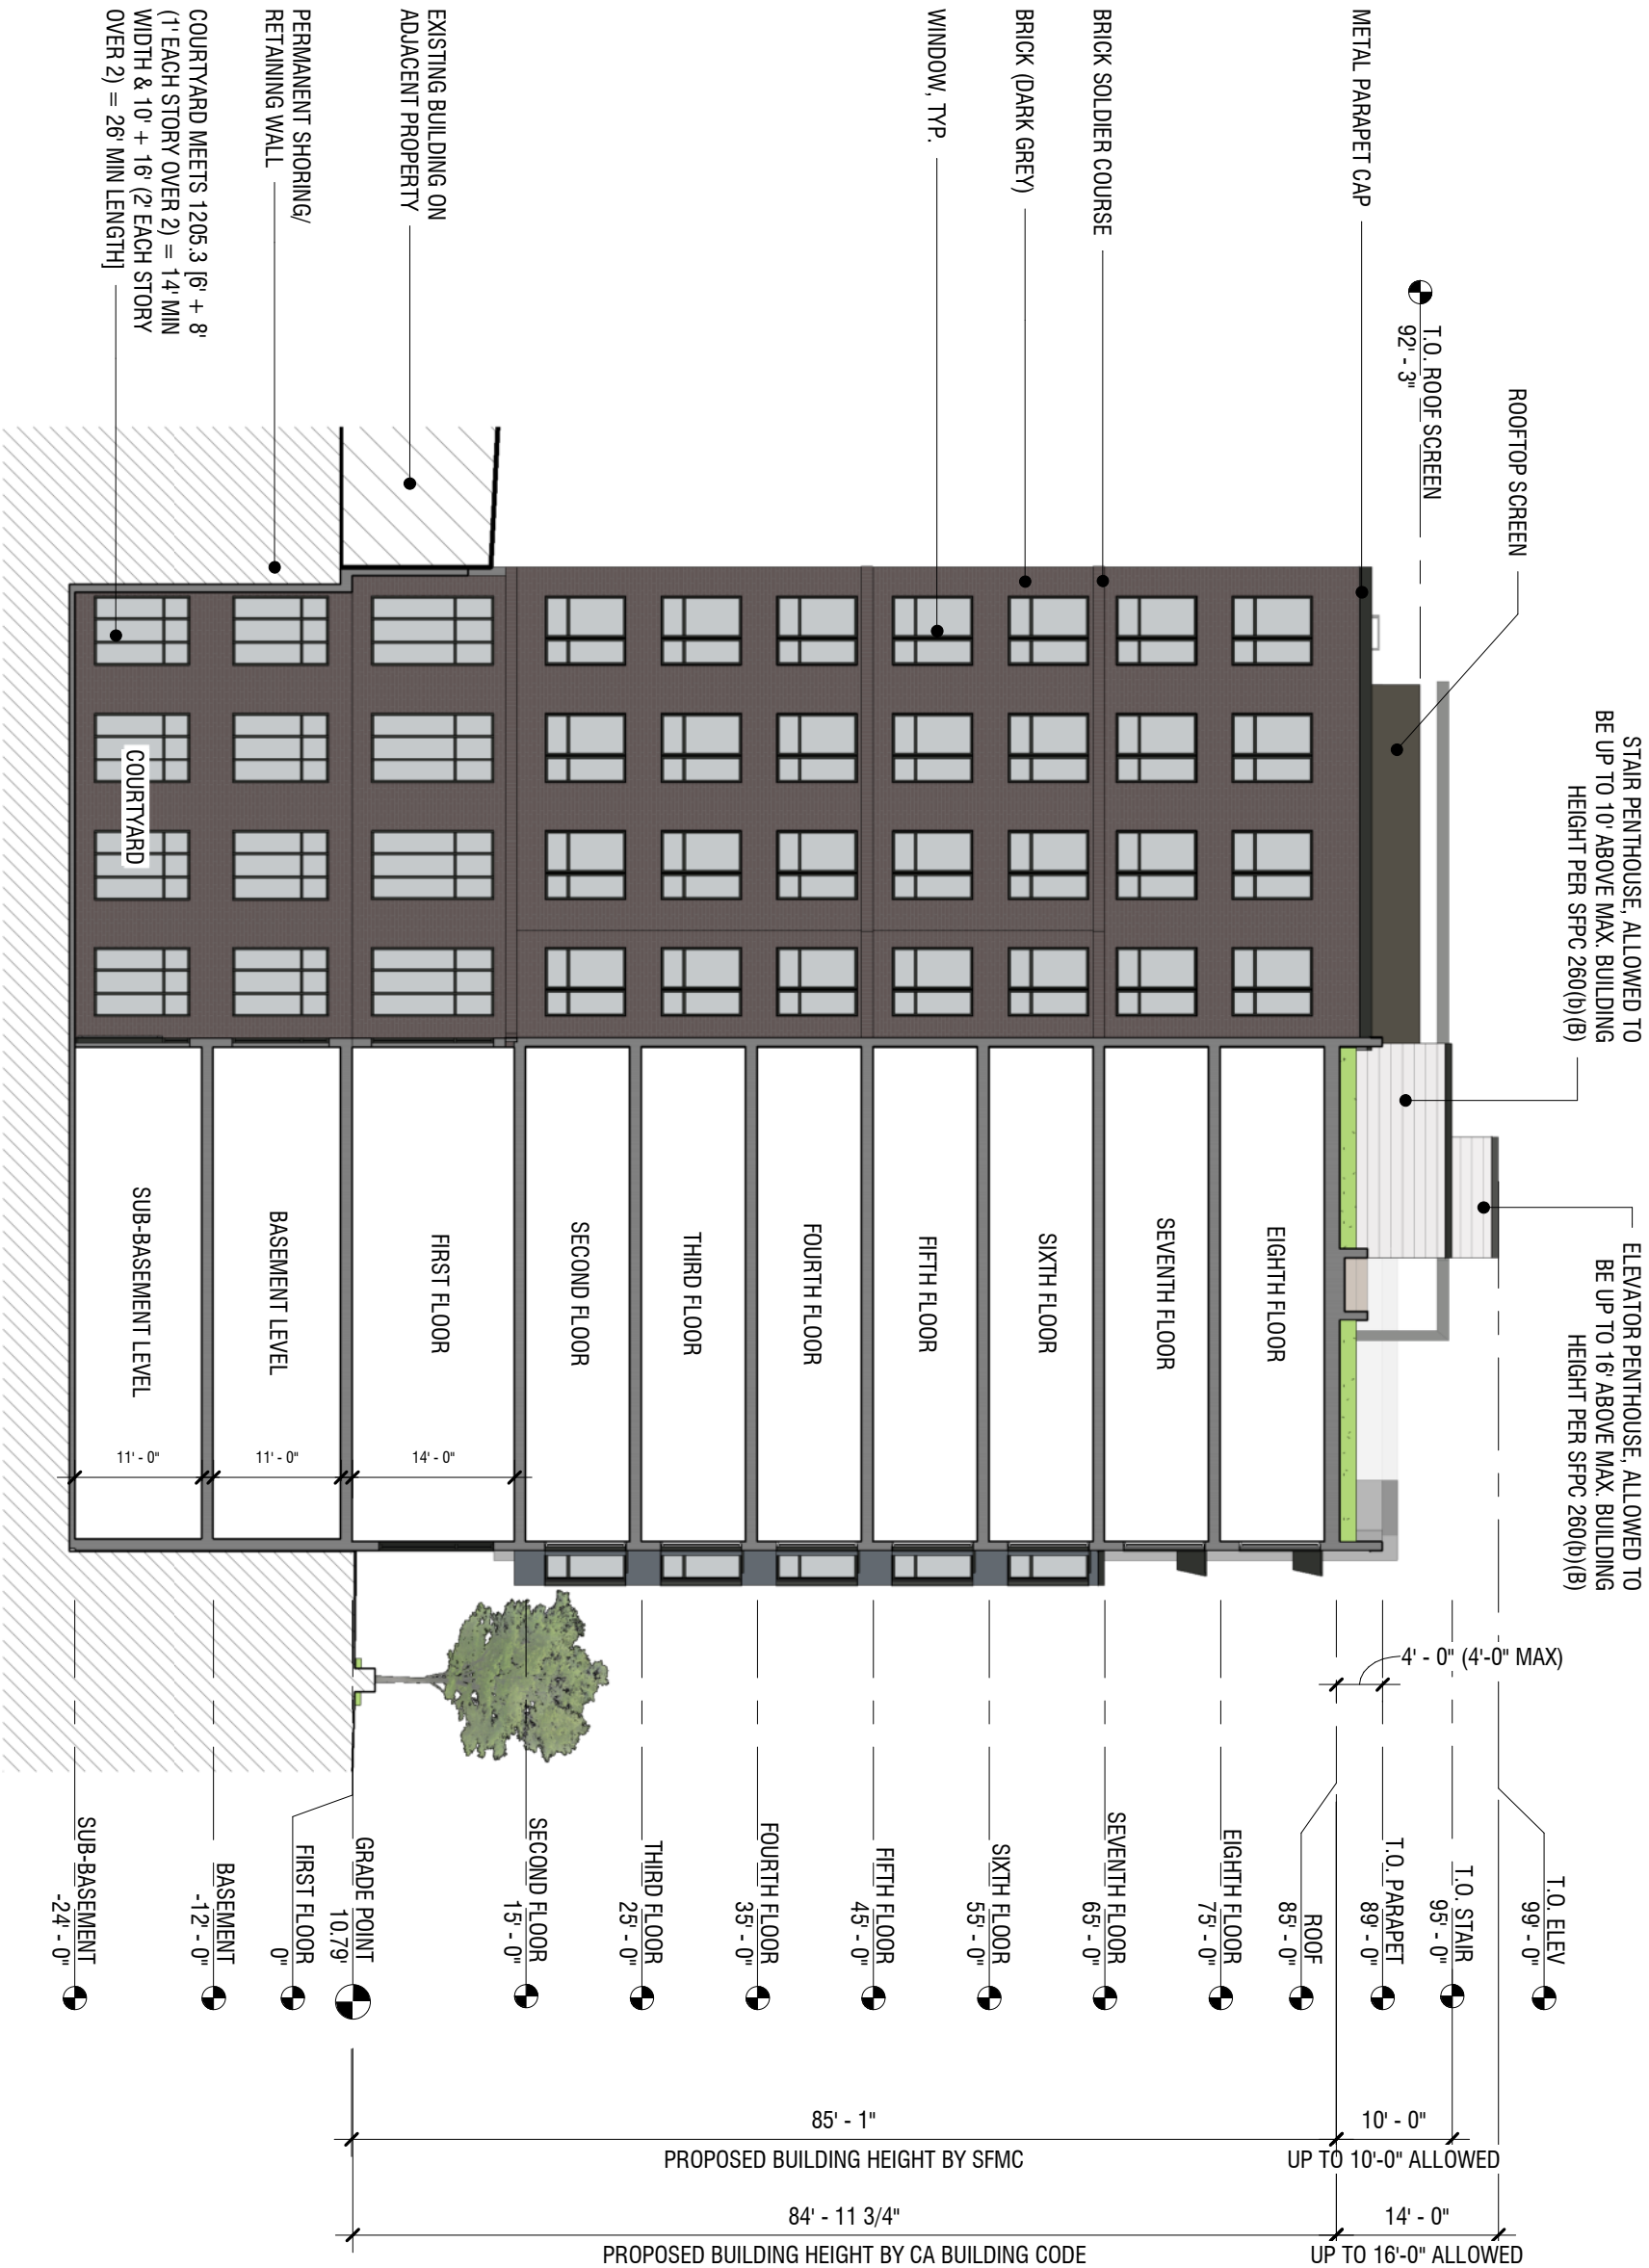 METAL PARAPET CAP
BRICK SOLDIER COURSE
BRICK (DARK GREY)
WINDOW, TYP.
EXISTING BUILDING ON
ADJACENT PROPERTY
PERMANENT SHORING/
RETAINING WALL
COURTYARD MEETS 1205.3 [6' + 8'
(1' EACH STORY OVER 2) = 14' MIN
WIDTH & 10' + 16' (2' EACH STORY
OVER 2) = 26' MIN LENGTH]
T.O. ROOF SCREEN
92' - 3"
ROOFTOP SCREEN
STAIR PENTHOUSE, ALLOWED TO
BE UP TO 10' ABOVE MAX. BUILDING
HEIGHT PER SFPC 260(b)(B)
ELEVATOR PENTHOUSE, ALLOWED TO
BE UP TO 16' ABOVE MAX. BUILDING
HEIGHT PER SFPC 260(b)(B)
COURTYARD
EIGHTH FLOOR
SEVENTH FLOOR
SIXTH FLOOR
FIFTH FLOOR
FOURTH FLOOR
THIRD FLOOR
SECOND FLOOR
FIRST FLOOR
BASEMENT LEVEL
SUB-BASEMENT LEVEL
14' - 0"
11' - 0"
11' - 0"
4' - 0" (4'-0" MAX)
T.O. ELEV
99' - 0"
T.O. STAIR
95' - 0"
T.O. PARAPET
89' - 0"
ROOF
85' - 0"
EIGHTH FLOOR
75' - 0"
SEVENTH FLOOR
65' - 0"
SIXTH FLOOR
55' - 0"
FIFTH FLOOR
45' - 0"
FOURTH FLOOR
35' - 0"
THIRD FLOOR
25' - 0"
SECOND FLOOR
15' - 0"
GRADE POINT
10.79'
FIRST FLOOR
0"
BASEMENT
-12' - 0"
SUB-BASEMENT
-24' - 0"
85' - 1"
PROPOSED BUILDING HEIGHT BY SFMC
10' - 0"
UP TO 10'-0" ALLOWED
84' - 11 3/4"
PROPOSED BUILDING HEIGHT BY CA BUILDING CODE
14' - 0"
UP TO 16'-0" ALLOWED